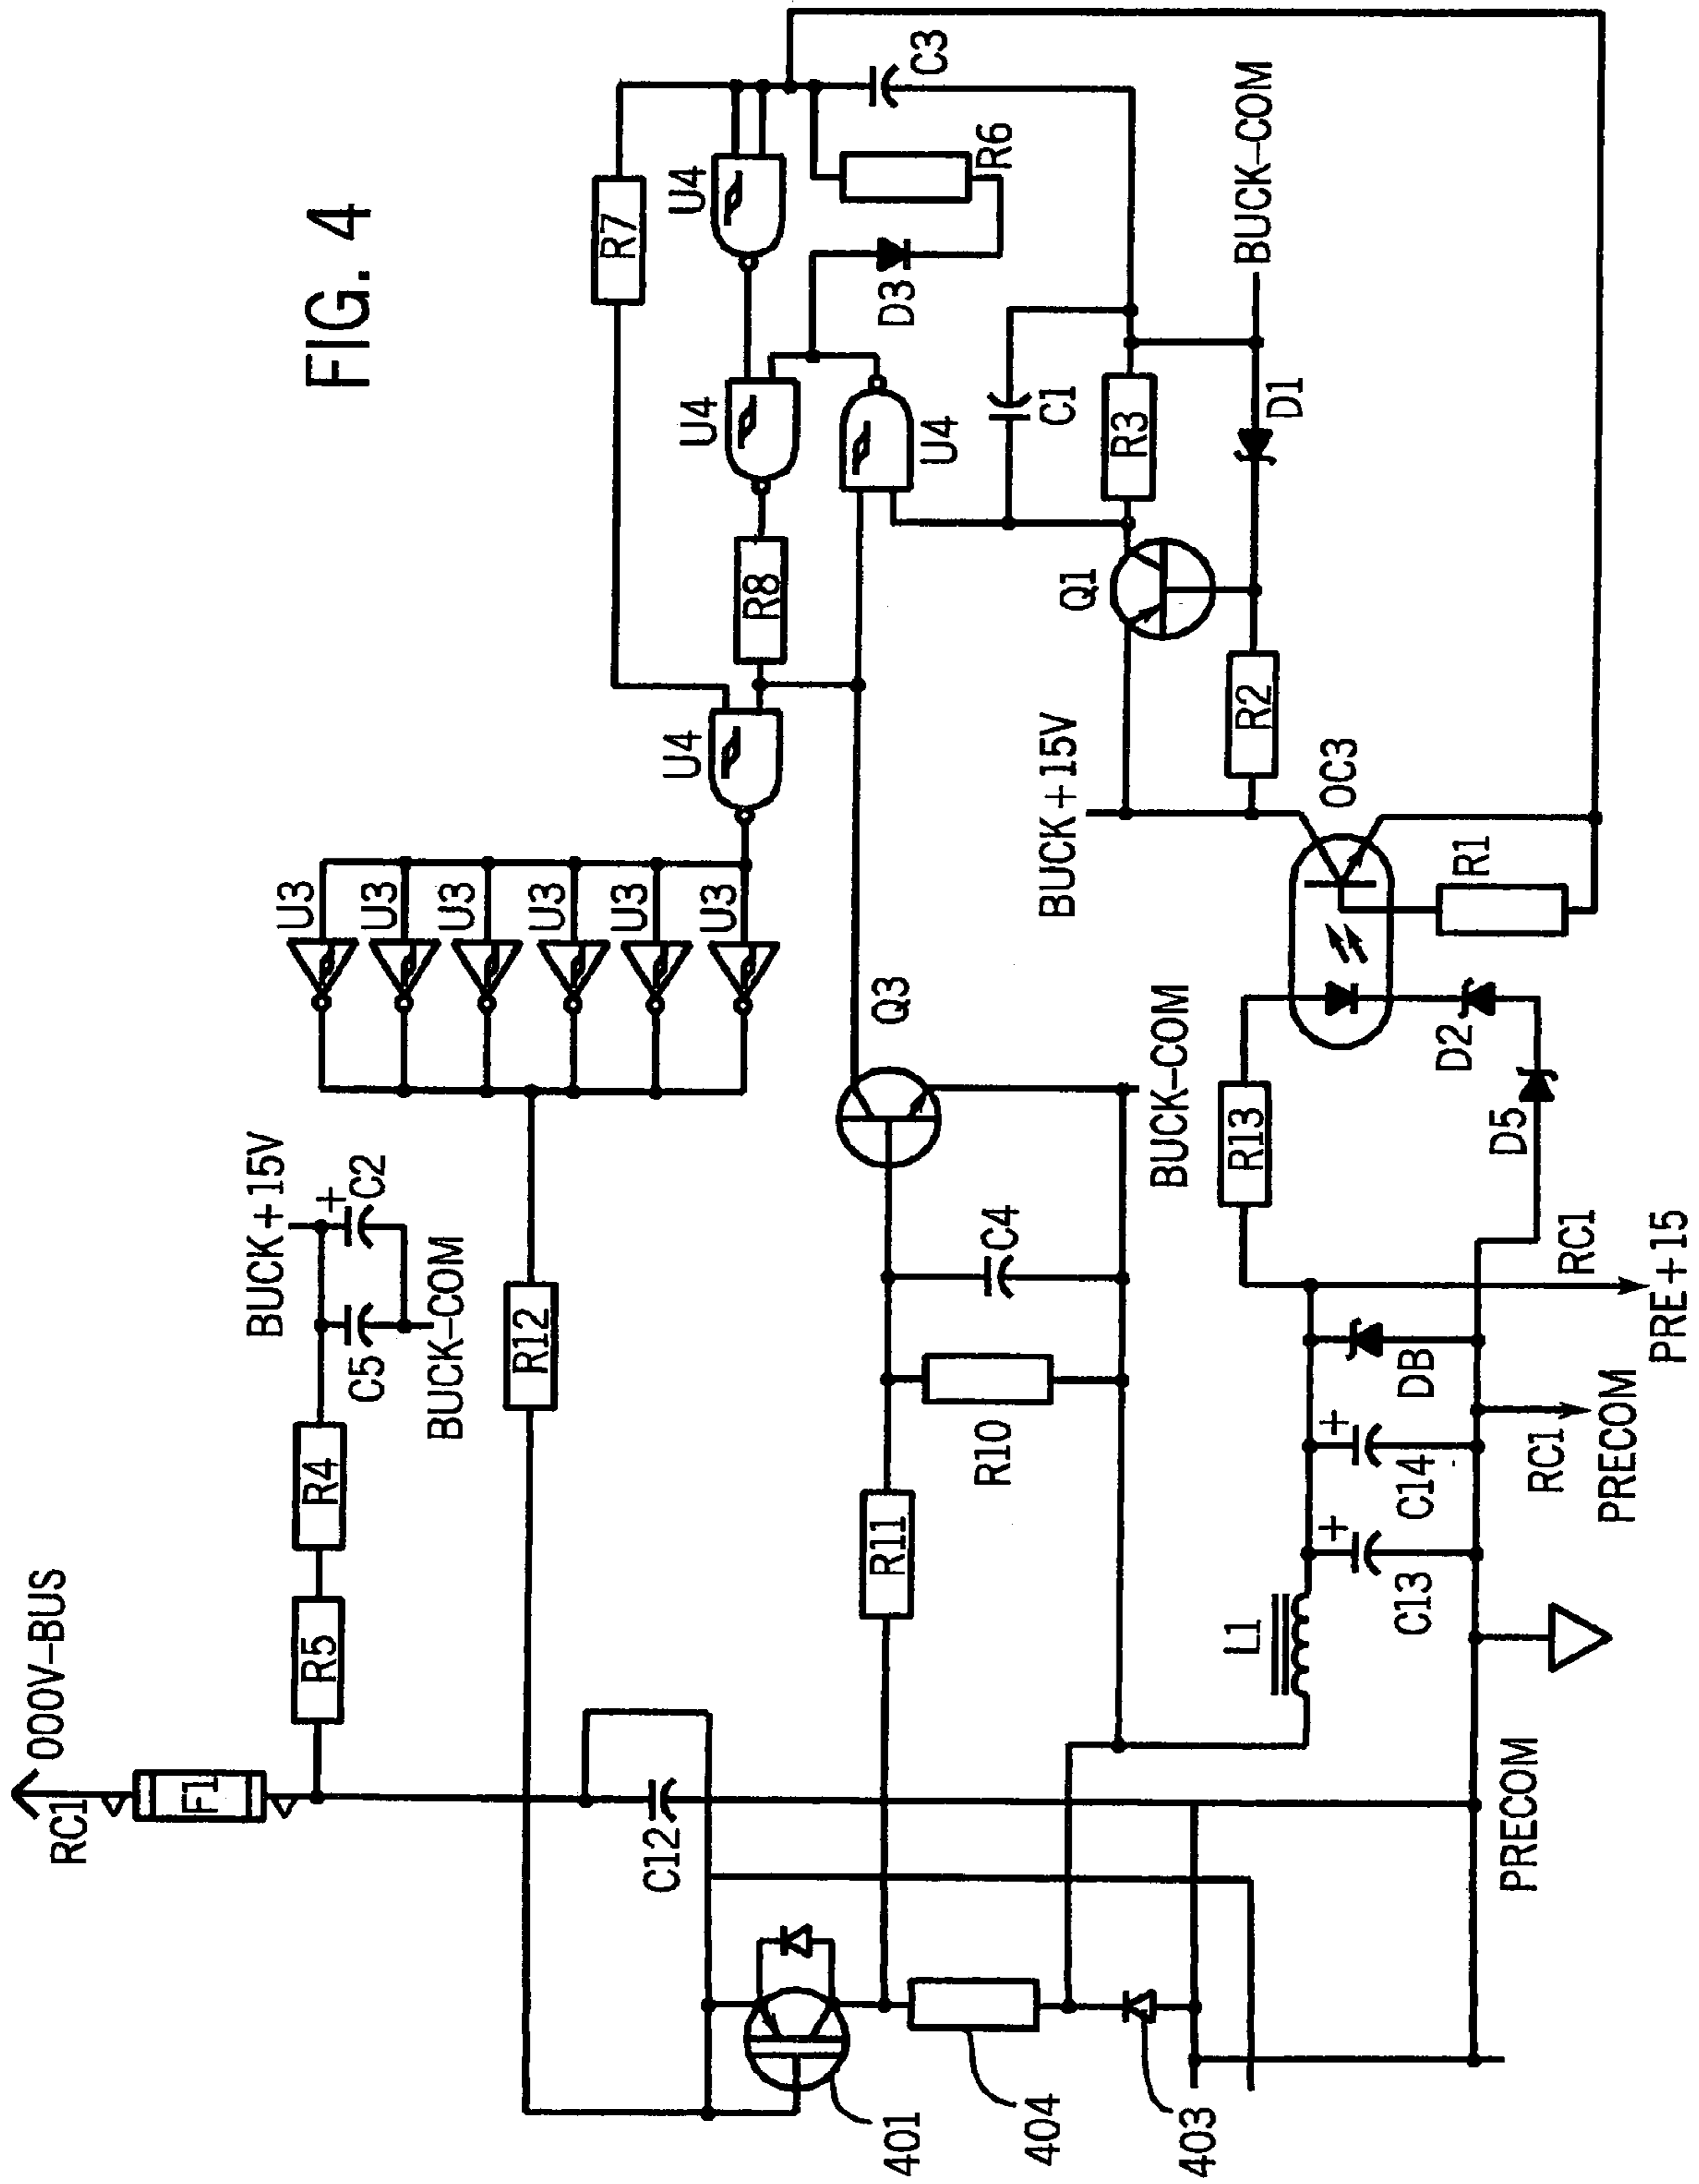 FIG. 4
RC1
000V-BUS
F1
R5
R4
BUCK+15V
C5
+
C2
BUCK-COM
R12
U3
U3
U3
U3
U3
U3
U4
R7
R8
U4
U4
U4
D3
R6
C3
C12
401
404
403
R11
R10
C4
Q3
BUCK-COM
C1
R3
Q1
D1
BUCK-COM
R2
BUCK+15V
OC3
R1
D2
D5
R13
L1
+
C13
+
C14
DB
RC1
PRE+15
RC1
PRECOM
PRECOM